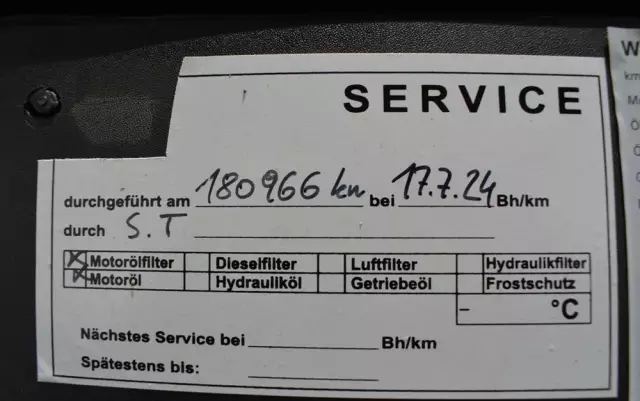 SERVICE
durchgeführt am 180966 km bei 17.7.24 Bh/km
durch S.T
Motorölfilter Dieselfilter Luftfilter Hydraulikfilter
Motoröl Hydrauliköl Getriebeöl Frostschutz
- °C
Nächstes Service bei Bh/km
Spätestens bis: